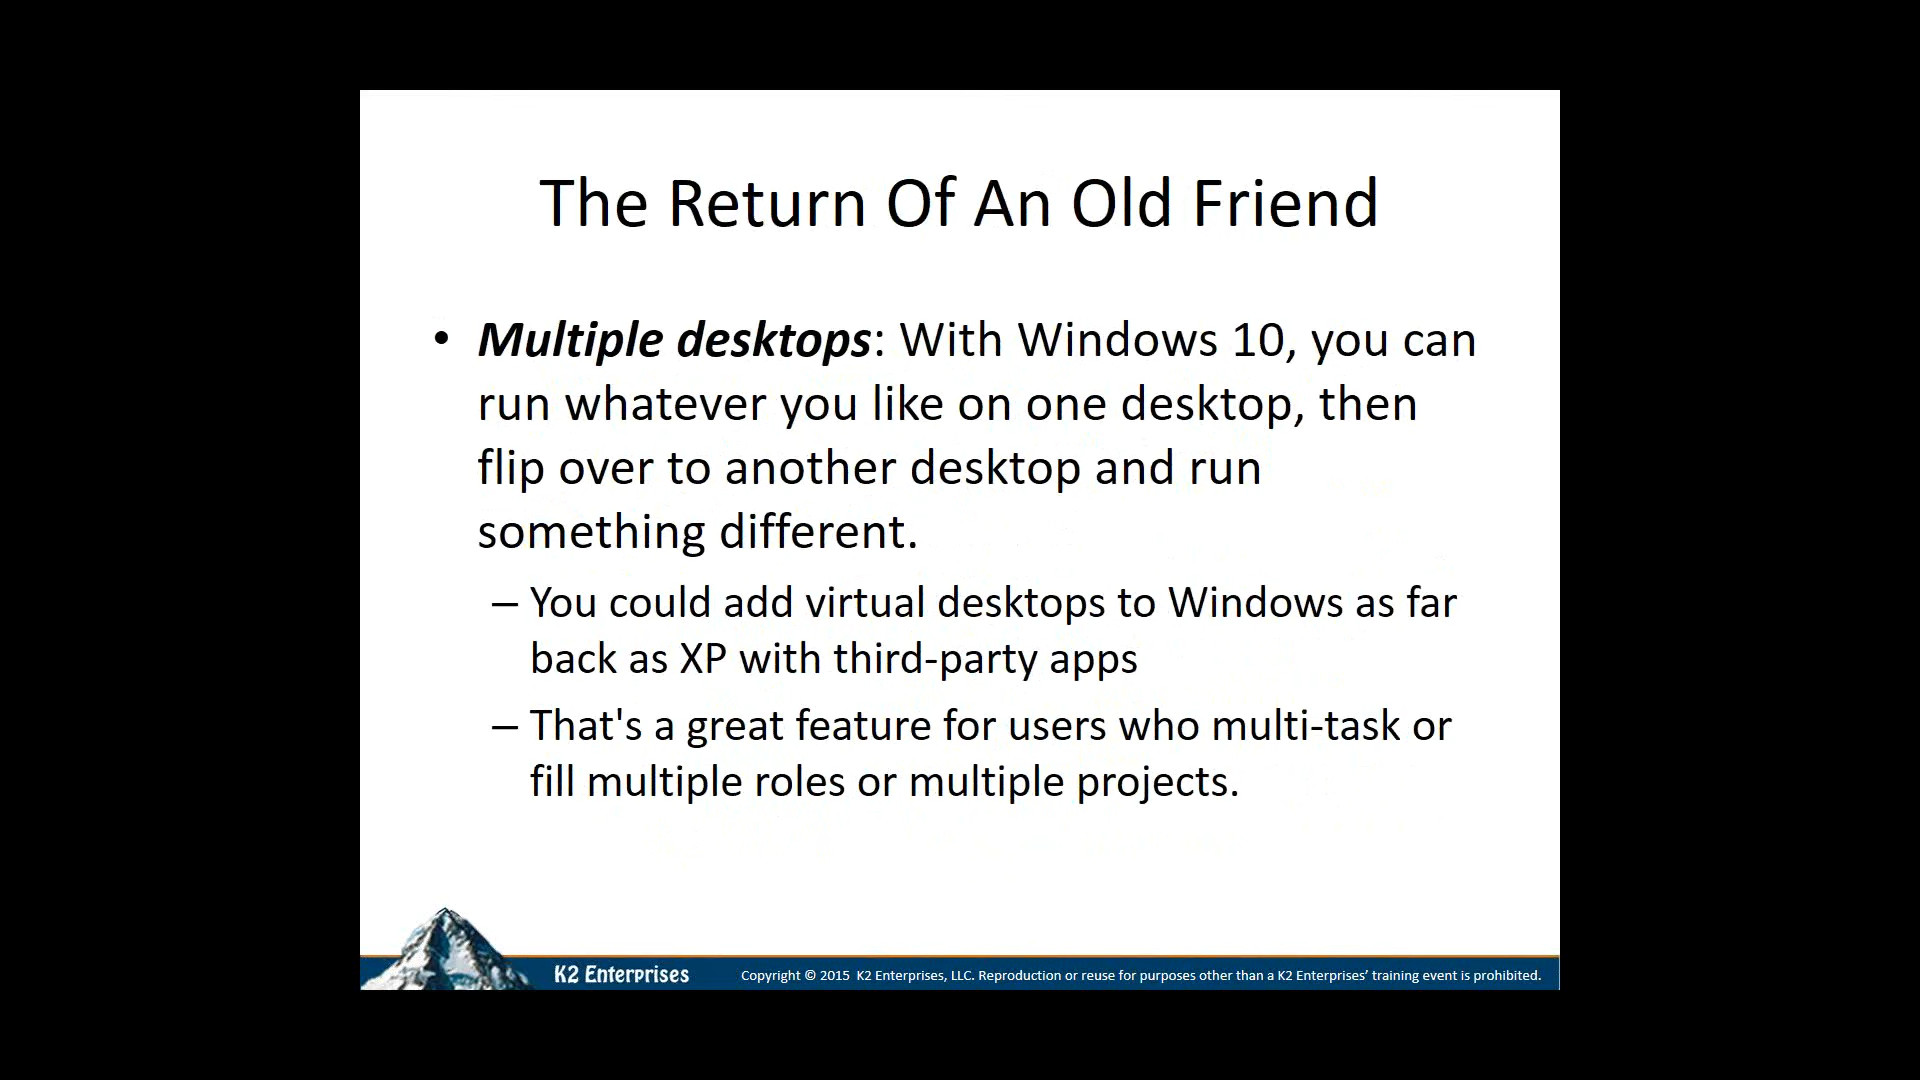 The Return Of An Old Friend
• Multiple desktops: With Windows 10, you can
run whatever you like on one desktop, then
flip over to another desktop and run
something different.
– You could add virtual desktops to Windows as far
back as XP with third-party apps
– That's a great feature for users who multi-task or
fill multiple roles or multiple projects.
K2 Enterprises
Copyright © 2015 K2 Enterprises, LLC. Reproduction or reuse for purposes other than a K2 Enterprises’ training event is prohibited.